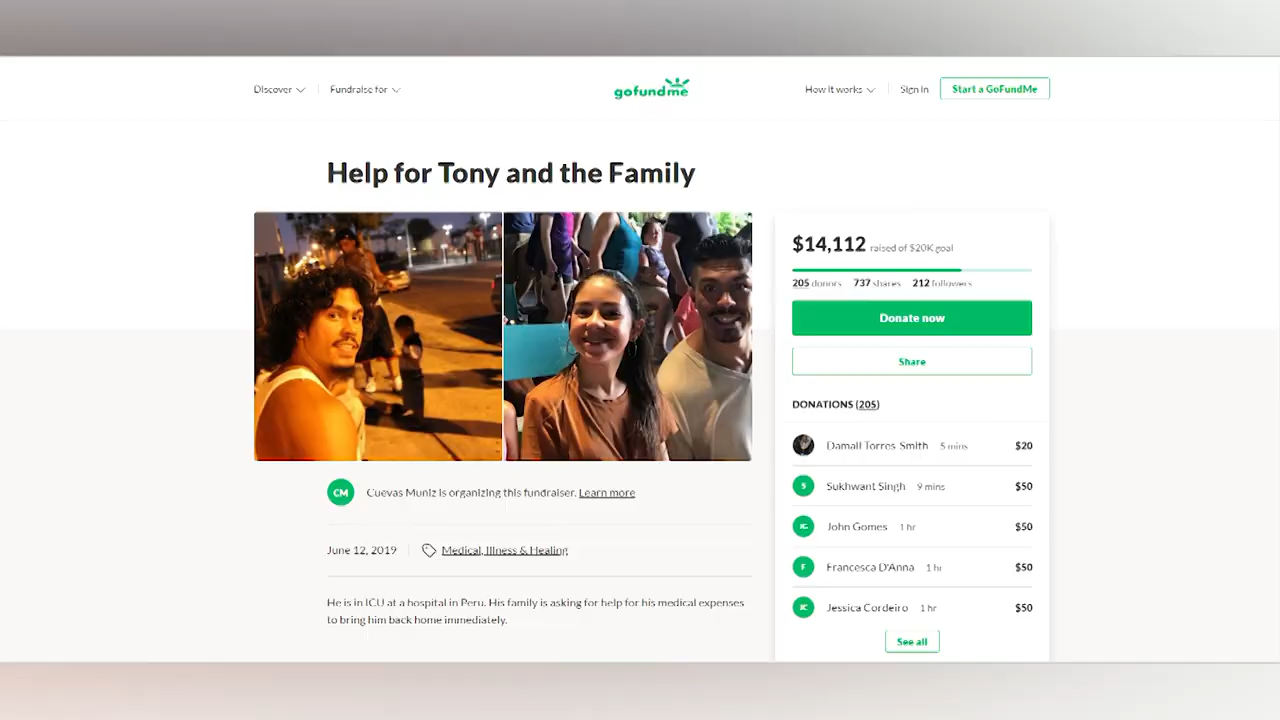 Discover
Fundraise for
gofundme
How it works
Sign in
Start a GoFundMe
Help for Tony and the Family
$14,112 raised of $20K goal
205 donors 737 shares 212 followers
Donate now
Share
DONATIONS (205)
Damali Torres-Smith 5 mins $20
S Sukhwant Singh 9 mins $50
JG John Gomes 1 hr $50
F Francesca D'Anna 1 hr $50
JC Jessica Cordeiro 1 hr $50
See all
CM Cuevas Muniz is organizing this fundraiser. Learn more
June 12, 2019 Medical, Illness & Healing
He is in ICU at a hospital in Peru. His family is asking for help for his medical expenses
to bring him back home immediately.